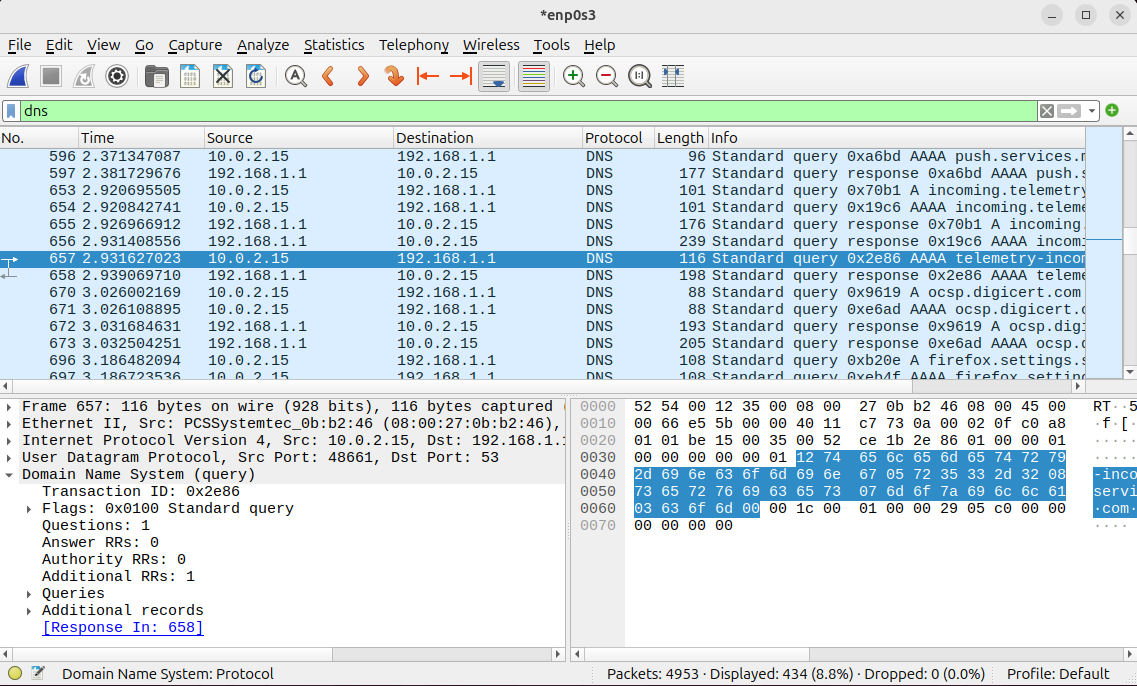 *enp0s3
File Edit View Go Capture Analyze Statistics Telephony Wireless Tools Help
dns
No. Time Source Destination Protocol Length Info
596 2.371347087 10.0.2.15 192.168.1.1 DNS 96 Standard query 0xa6bd AAAA push.services.m
597 2.381729676 192.168.1.1 10.0.2.15 DNS 177 Standard query response 0xa6bd AAAA push.s
653 2.920695505 10.0.2.15 192.168.1.1 DNS 101 Standard query 0x70b1 A incoming.telemetry
654 2.920842741 10.0.2.15 192.168.1.1 DNS 101 Standard query 0x19c6 AAAA incoming.teleme
655 2.926966912 192.168.1.1 10.0.2.15 DNS 176 Standard query response 0x70b1 A incoming.
656 2.931408556 192.168.1.1 10.0.2.15 DNS 239 Standard query response 0x19c6 AAAA incomi
657 2.931627023 10.0.2.15 192.168.1.1 DNS 116 Standard query 0x2e86 AAAA telemetry-incom
658 2.939069710 192.168.1.1 10.0.2.15 DNS 198 Standard query response 0x2e86 AAAA teleme
670 3.026002169 10.0.2.15 192.168.1.1 DNS 88 Standard query 0x9619 A ocsp.digicert.com
671 3.026108895 10.0.2.15 192.168.1.1 DNS 88 Standard query 0xe6ad AAAA ocsp.digicert.c
672 3.031684631 192.168.1.1 10.0.2.15 DNS 193 Standard query response 0x9619 A ocsp.digi
673 3.032504251 192.168.1.1 10.0.2.15 DNS 205 Standard query response 0xe6ad AAAA ocsp.d
696 3.186482094 10.0.2.15 192.168.1.1 DNS 108 Standard query 0xb20e A firefox.settings.s
697 3.186723536 10.0.2.15 192.168.1.1 DNS 108 Standard query 0xeb4f AAAA firefox.setting
Frame 657: 116 bytes on wire (928 bits), 116 bytes captured (
Ethernet II, Src: PCSSystemtec_0b:b2:46 (08:00:27:0b:b2:46),
Internet Protocol Version 4, Src: 10.0.2.15, Dst: 192.168.1.1
User Datagram Protocol, Src Port: 48661, Dst Port: 53
Domain Name System (query)
Transaction ID: 0x2e86
Flags: 0x0100 Standard query
Questions: 1
Answer RRs: 0
Authority RRs: 0
Additional RRs: 1
Queries
Additional records
[Response In: 658]
0000 52 54 00 12 35 00 08 00 27 0b b2 46 08 00 45 00 RT··5
0010 00 66 e5 5b 00 00 40 11 c7 73 0a 00 02 0f c0 a8 ·f·[·
0020 01 01 be 15 00 35 00 52 ce 1b 2e 86 01 00 00 01 ·····
0030 00 00 00 00 00 01 12 74 65 6c 65 6d 65 74 72 79 ·····
0040 2d 69 6e 63 6f 6d 69 6e 67 05 72 35 33 2d 32 08 -inco
0050 73 65 72 76 69 63 65 73 07 6d 6f 7a 69 6c 6c 61 servi
0060 03 63 6f 6d 00 00 1c 00 01 00 00 29 05 c0 00 00 ·com·
0070 00 00 00 00 ····
Domain Name System: Protocol Packets: 4953 · Displayed: 434 (8.8%) · Dropped: 0 (0.0%) Profile: Default